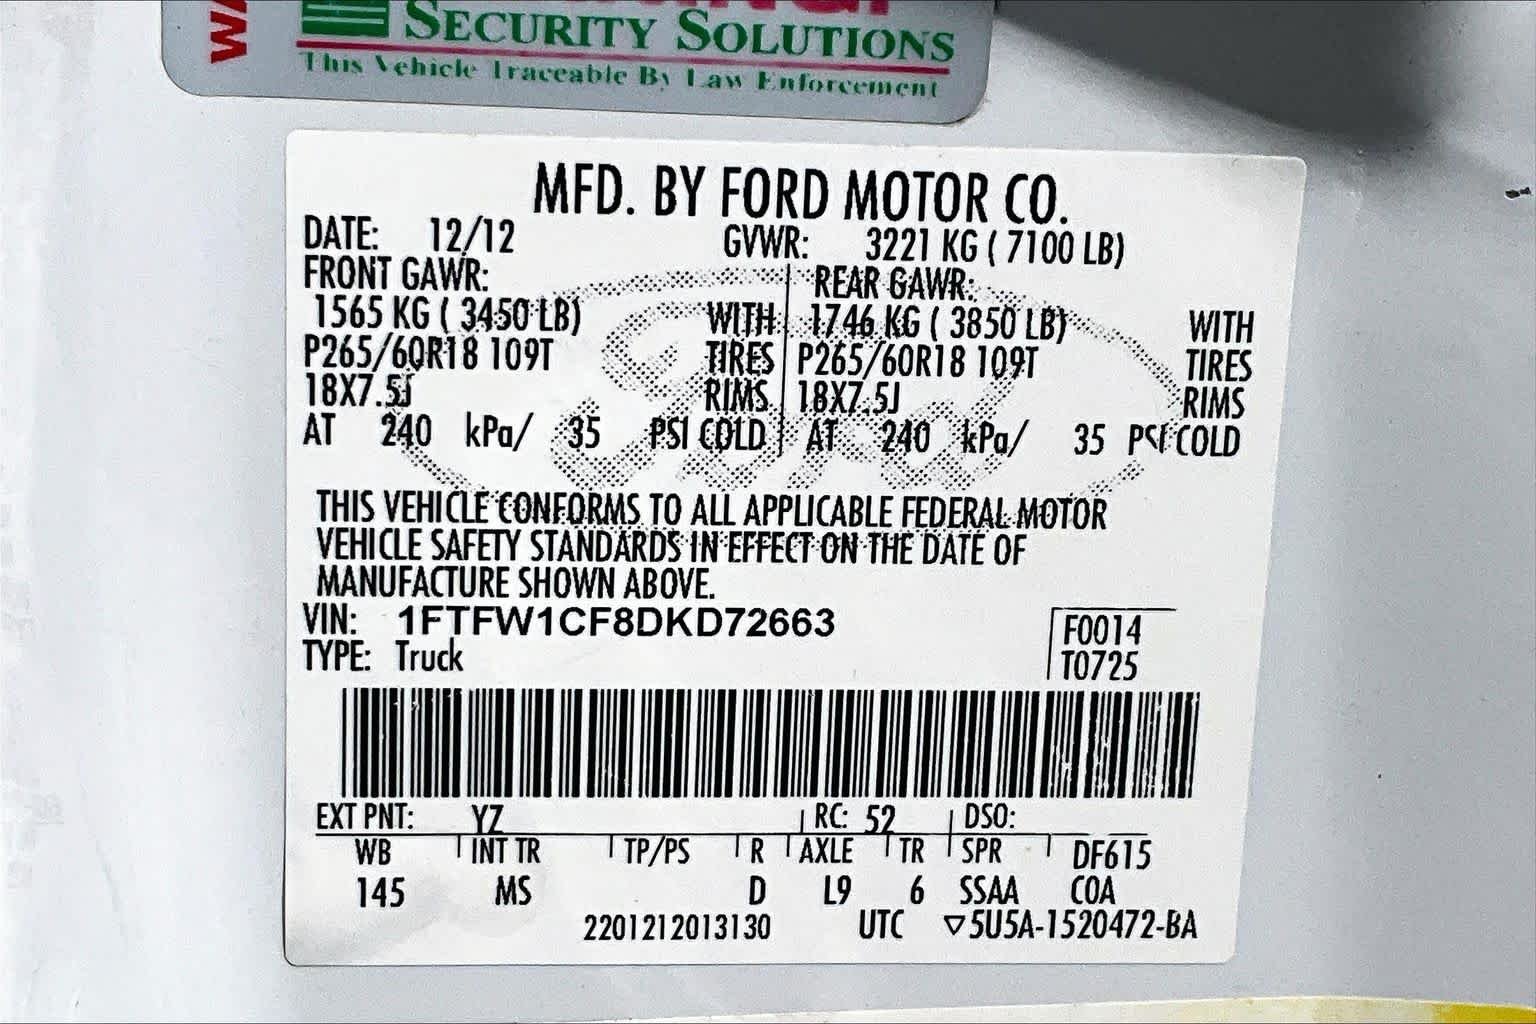 WA
SECURITY SOLUTIONS
This Vehicle Traceable By Law Enforcement
MFD. BY FORD MOTOR CO.
DATE: 12/12 GVWR: 3221 KG ( 7100 LB)
FRONT GAWR: REAR GAWR:
1565 KG ( 3450 LB) WITH 1746 KG ( 3850 LB) WITH
P265/60R18 109T TIRES P265/60R18 109T TIRES
18X7.5J RIMS 18X7.5J RIMS
AT 240 kPa/ 35 PSI COLD AT 240 kPa/ 35 PSI COLD
Ford
THIS VEHICLE CONFORMS TO ALL APPLICABLE FEDERAL MOTOR
VEHICLE SAFETY STANDARDS IN EFFECT ON THE DATE OF
MANUFACTURE SHOWN ABOVE.
VIN: 1FTFW1CF8DKD72663 F0014
TYPE: Truck T0725
EXT PNT: YZ RC: 52 DSO:
WB INT TR TP/PS R AXLE TR SPR DF615
145 MS D L9 6 SSAA COA
2201212013130 UTC ▽5U5A-1520472-BA